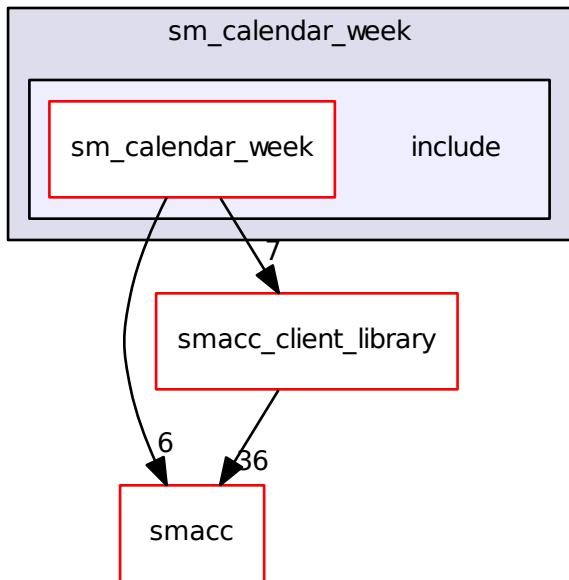 sm_calendar_week
sm_calendar_week
include
7
smacc_client_library
6
36
smacc